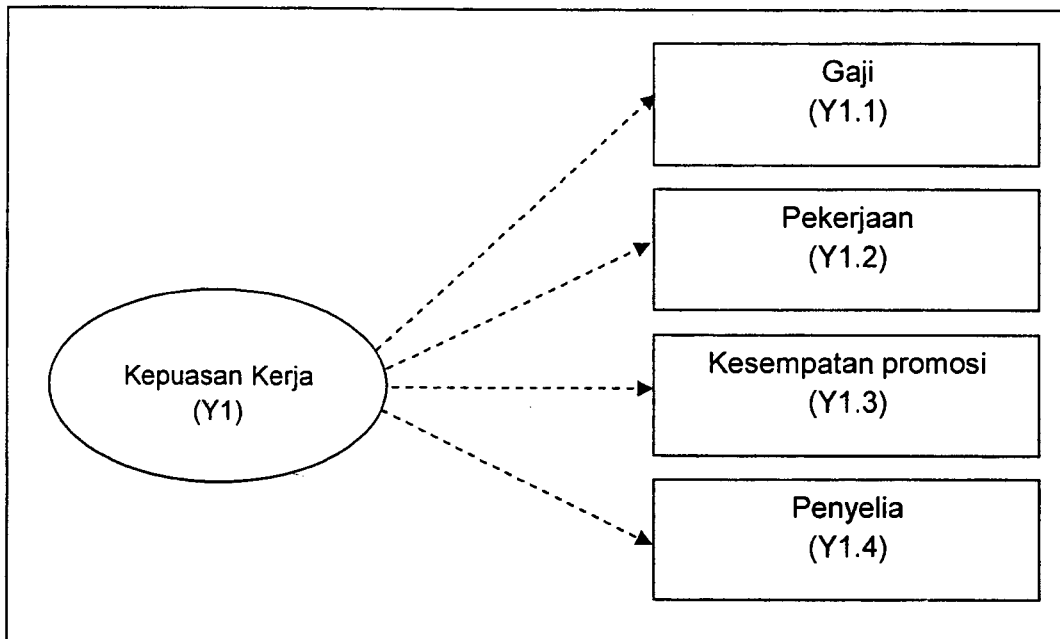 Gaji
(Y1.1)
Pekerjaan
(Y1.2)
Kesempatan promosi
(Y1.3)
Kepuasan Kerja
(Y1)
Penyelia
(Y1.4)